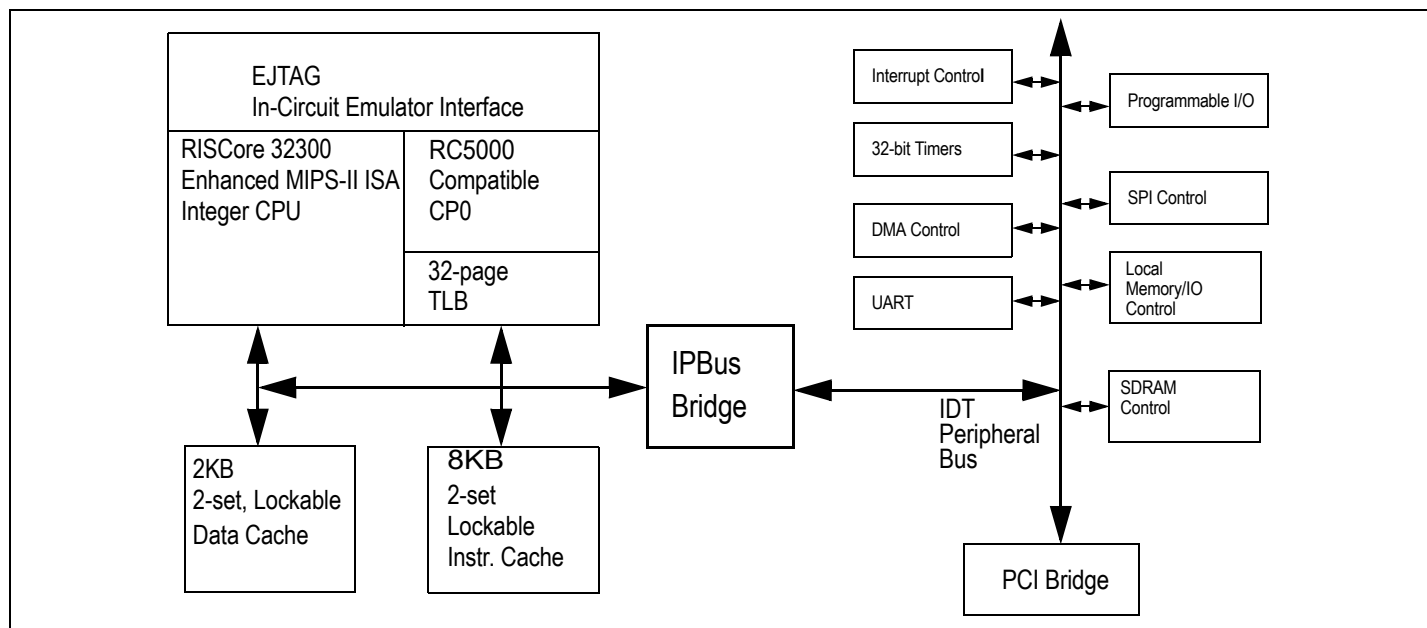 EJTAG
In-Circuit Emulator Interface
RISCore 32300
Enhanced MIPS-II ISA
Integer CPU
RC5000
Compatible
CP0
32-page
TLB
2KB
2-set, Lockable
Data Cache
8KB
2-set
Lockable
Instr. Cache
IPBus
Bridge
IDT
Peripheral
Bus
Interrupt Control
32-bit Timers
DMA Control
UART
Programmable I/O
SPI Control
Local
Memory/IO
Control
SDRAM
Control
PCI Bridge